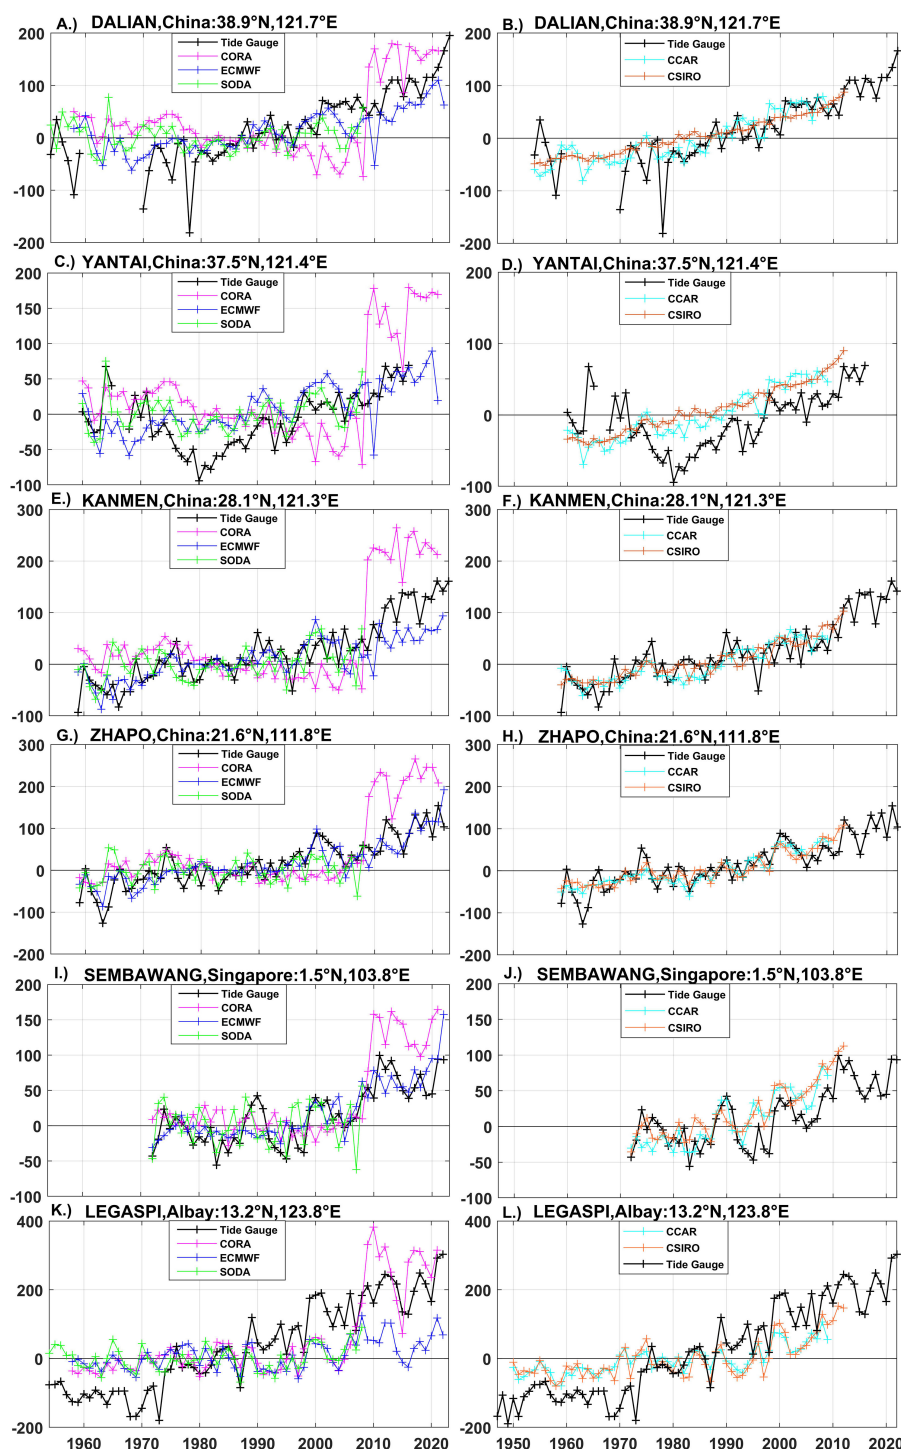 A.) DALIAN,China:38.9°N,121.7°E
200
100
0
-100
-200
Tide Gauge
CORA
ECMWF
SODA
B.) DALIAN,China:38.9°N,121.7°E
200
100
0
-100
-200
Tide Gauge
CCAR
CSIRO
C.) YANTAI,China:37.5°N,121.4°E
200
150
100
50
0
-50
-100
Tide Gauge
CORA
ECMWF
SODA
D.) YANTAI,China:37.5°N,121.4°E
200
100
0
-100
Tide Gauge
CCAR
CSIRO
E.) KANMEN,China:28.1°N,121.3°E
300
200
100
0
-100
Tide Gauge
CORA
ECMWF
SODA
F.) KANMEN,China:28.1°N,121.3°E
300
200
100
0
-100
Tide Gauge
CCAR
CSIRO
G.) ZHAPO,China:21.6°N,111.8°E
300
200
100
0
-100
-200
Tide Gauge
CORA
ECMWF
SODA
H.) ZHAPO,China:21.6°N,111.8°E
300
200
100
0
-100
-200
Tide Gauge
CCAR
CSIRO
I.) SEMBAWANG,Singapore:1.5°N,103.8°E
200
150
100
50
0
-50
-100
Tide Gauge
CORA
ECMWF
SODA
J.) SEMBAWANG,Singapore:1.5°N,103.8°E
200
150
100
50
0
-50
-100
Tide Gauge
CCAR
CSIRO
K.) LEGASPI,Albay:13.2°N,123.8°E
400
200
0
-200
Tide Gauge
CORA
ECMWF
SODA
1960 1970 1980 1990 2000 2010 2020
L.) LEGASPI,Albay:13.2°N,123.8°E
400
200
0
-200
CCAR
CSIRO
Tide Gauge
1950 1960 1970 1980 1990 2000 2010 2020